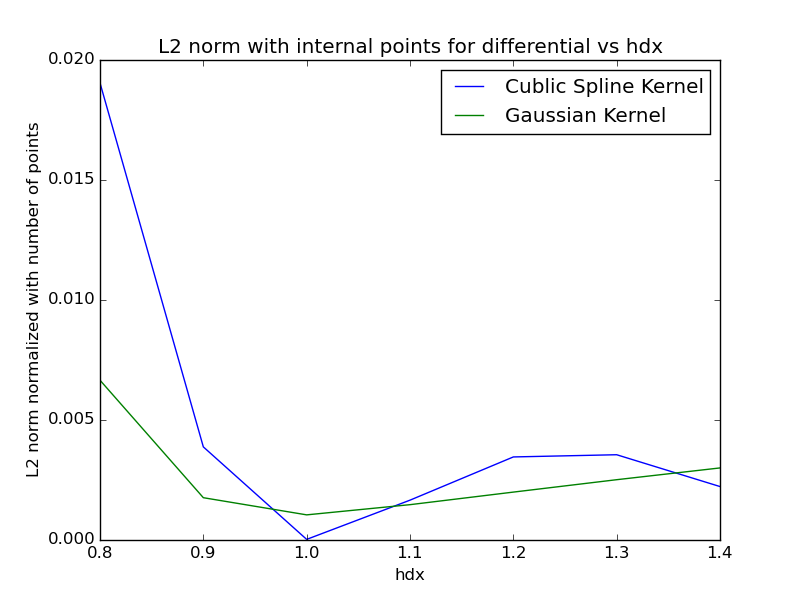 L2 norm with internal points for differential vs hdx
Cublic Spline Kernel
Gaussian Kernel
L2 norm normalized with number of points
0.020
0.015
0.010
0.005
0.000
0.8 0.9 1.0 1.1 1.2 1.3 1.4
hdx